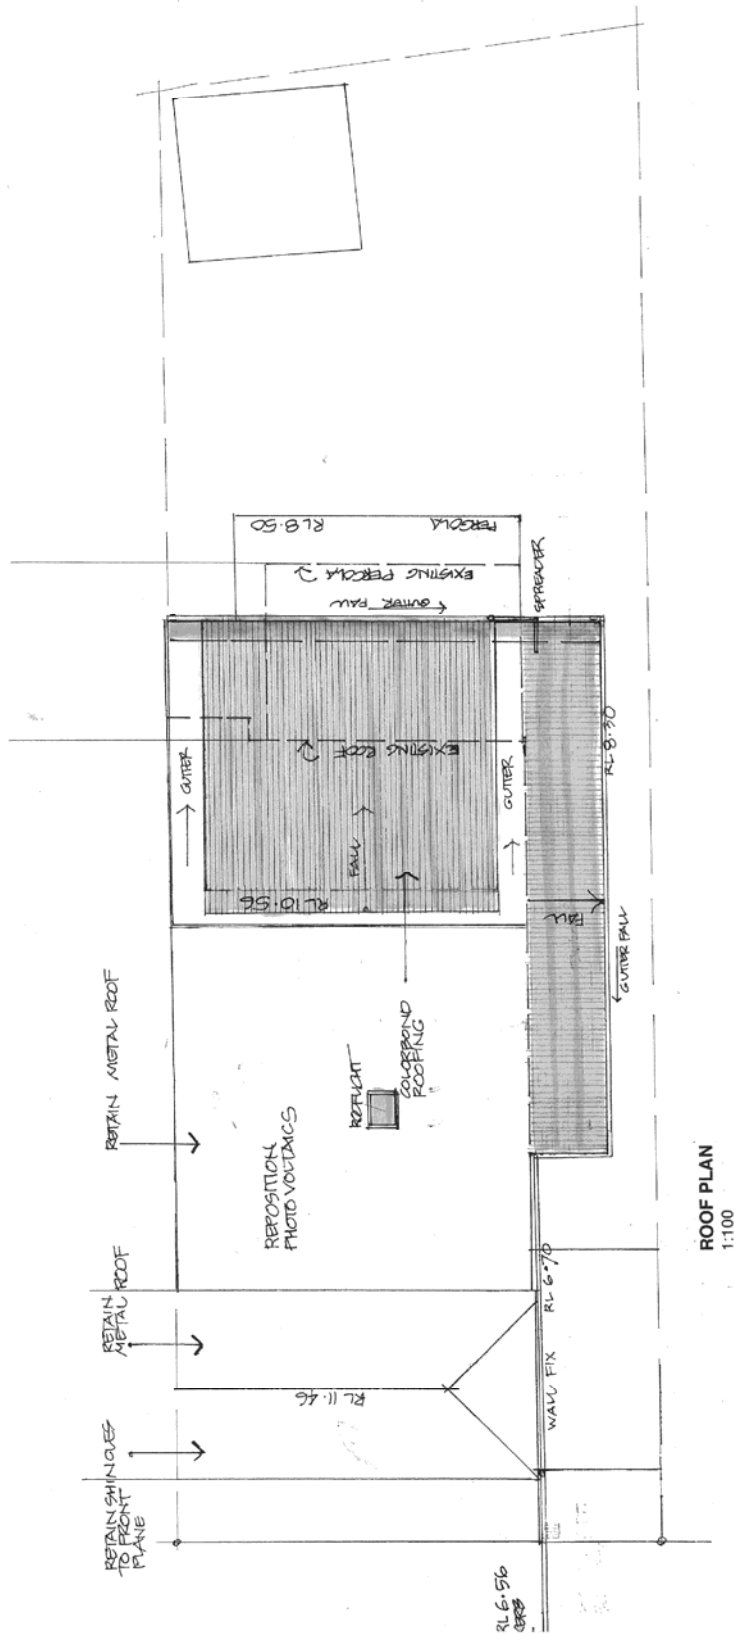 PERGOLA
RL 8.50
EXISTING PERGOLA
GUTTER FALL
SPREADER
GUTTER
EXISTING ROOF
GUTTER
RL 8.30
FALL
RL 10.56
FALL
GUTTER FALL
RETAIN METAL ROOF
COLORBOND
ROOFING
ROOFLIGHT
REPOSITION
PHOTO VOLTAICS
RETAIN
METAL ROOF
RL 6.70
RL 11.46
WALL FIX
RETAIN SHINGLES
TO FRONT
PLANE
RL 6.56
KERB
ROOF PLAN
1:100